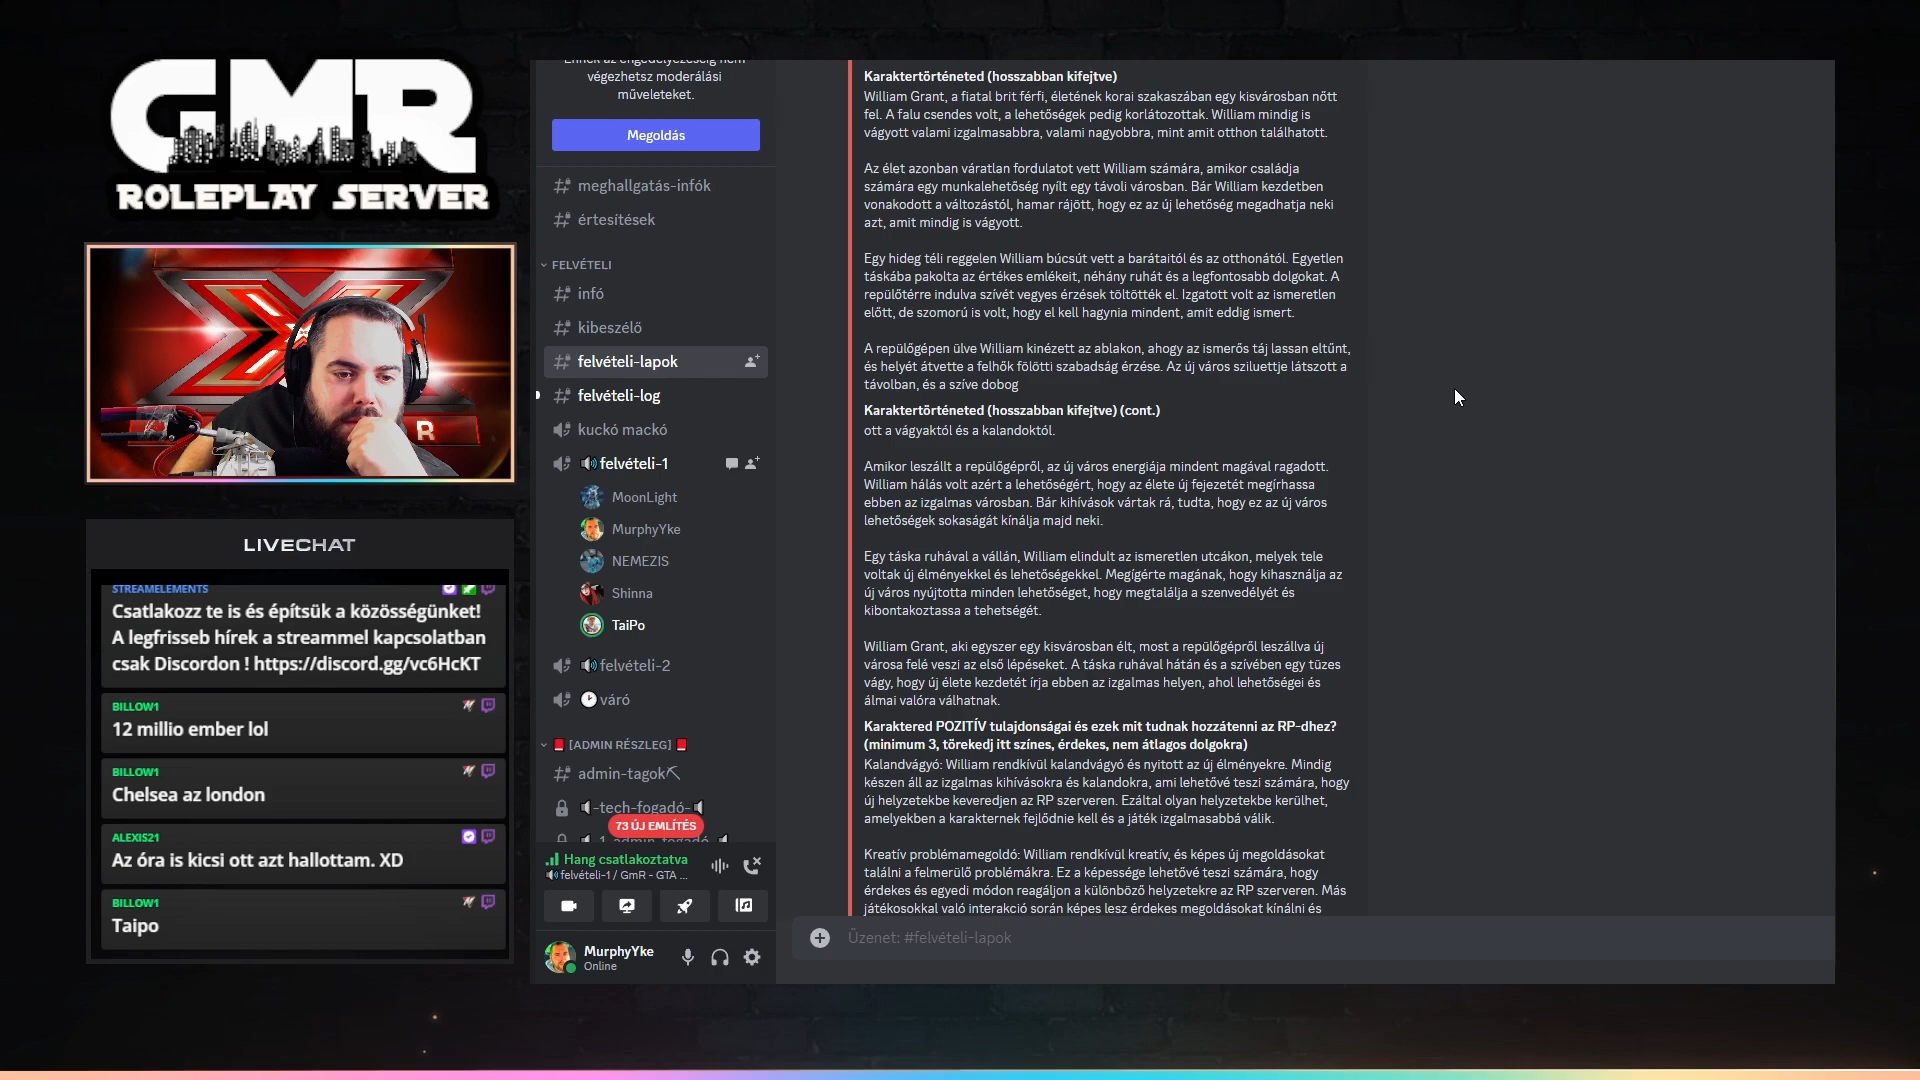 GMR
ROLEPLAY SERVER
R
LIVECHAT
STREAMELEMENTS
Csatlakozz te is és építsük a közösségünket!
A legfrisseb hírek a streammel kapcsolatban
csak Discordon ! https://discord.gg/vc6HcKT
BILLOW1
12 millio ember lol
BILLOW1
Chelsea az london
ALEXIS21
Az óra is kicsi ott azt hallottam. XD
BILLOW1
Taipo
végezhetsz moderálási
műveleteket.
Megoldás
meghallgatás-infók
értesítések
FELVÉTELI
infó
kibeszélő
felvételi-lapok
felvételi-log
kuckó mackó
felvételi-1
MoonLight
MurphyYke
NEMEZIS
Shinna
TaiPo
felvételi-2
váró
[ADMIN RÉSZLEG]
admin-tagok
-tech-fogadó-
73 ÚJ EMLÍTÉS
Hang csatlakoztatva
felvételi-1 / GmR - GTA ...
MurphyYke
Online
Karaktertörténeted (hosszabban kifejtve)
William Grant, a fiatal brit férfi, életének korai szakaszában egy kisvárosban nőtt
fel. A falu csendes volt, a lehetőségek pedig korlátozottak. William mindig is
vágyott valami izgalmasabbra, valami nagyobbra, mint amit otthon találhatott.
Az élet azonban váratlan fordulatot vett William számára, amikor családja
számára egy munkalehetőség nyílt egy távoli városban. Bár William kezdetben
vonakodott a változástól, hamar rájött, hogy ez az új lehetőség megadhatja neki
azt, amit mindig is vágyott.
Egy hideg téli reggelen William búcsút vett a barátaitól és az otthonától. Egyetlen
táskába pakolta az értékes emlékeit, néhány ruhát és a legfontosabb dolgokat. A
repülőtérre indulva szívét vegyes érzések töltötték el. Izgatott volt az ismeretlen
előtt, de szomorú is volt, hogy el kell hagynia mindent, amit eddig ismert.
A repülőgépen ülve William kinézett az ablakon, ahogy az ismerős táj lassan eltűnt,
és helyét átvette a felhők fölötti szabadság érzése. Az új város sziluettje látszott a
távolban, és a szíve dobog
Karaktertörténeted (hosszabban kifejtve) (cont.)
ott a vágyaktól és a kalandoktól.
Amikor leszállt a repülőgépről, az új város energiája mindent magával ragadott.
William hálás volt azért a lehetőségért, hogy az élete új fejezetét megírhassa
ebben az izgalmas városban. Bár kihívások vártak rá, tudta, hogy ez az új város
lehetőségek sokaságát kínálja majd neki.
Egy táska ruhával a vállán, William elindult az ismeretlen utcákon, melyek tele
voltak új élményekkel és lehetőségekkel. Megígérte magának, hogy kihasználja az
új város nyújtotta minden lehetőséget, hogy megtalálja a szenvedélyét és
kibontakoztassa a tehetségét.
William Grant, aki egyszer egy kisvárosban élt, most a repülőgépről leszállva új
városa felé veszi az első lépéseket. A táska ruhával hátán és a szívében egy tüzes
vágy, hogy új élete kezdetét írja ebben az izgalmas helyen, ahol lehetőségei és
álmai valóra válhatnak.
Karaktered POZITÍV tulajdonságai és ezek mit tudnak hozzátenni az RP-dhez?
(minimum 3, törekedj itt színes, érdekes, nem átlagos dolgokra)
Kalandvágyó: William rendkívül kalandvágyó és nyitott az új élményekre. Mindig
készen áll az izgalmas kihívásokra és kalandokra, ami lehetővé teszi számára, hogy
új helyzetekbe keveredjen az RP szerveren. Ezáltal olyan helyzetekbe kerülhet,
amelyekben a karakternek fejlődnie kell és a játék izgalmasabbá válik.
Kreatív problémamegoldó: William rendkívül kreatív, és képes új megoldásokat
találni a felmerülő problémákra. Ez a képessége lehetővé teszi számára, hogy
érdekes és egyedi módon reagáljon a különböző helyzetekre az RP szerveren. Más
játékosokkal való interakció során képes lesz érdekes megoldásokat kínálni és
Üzenet: #felvételi-lapok